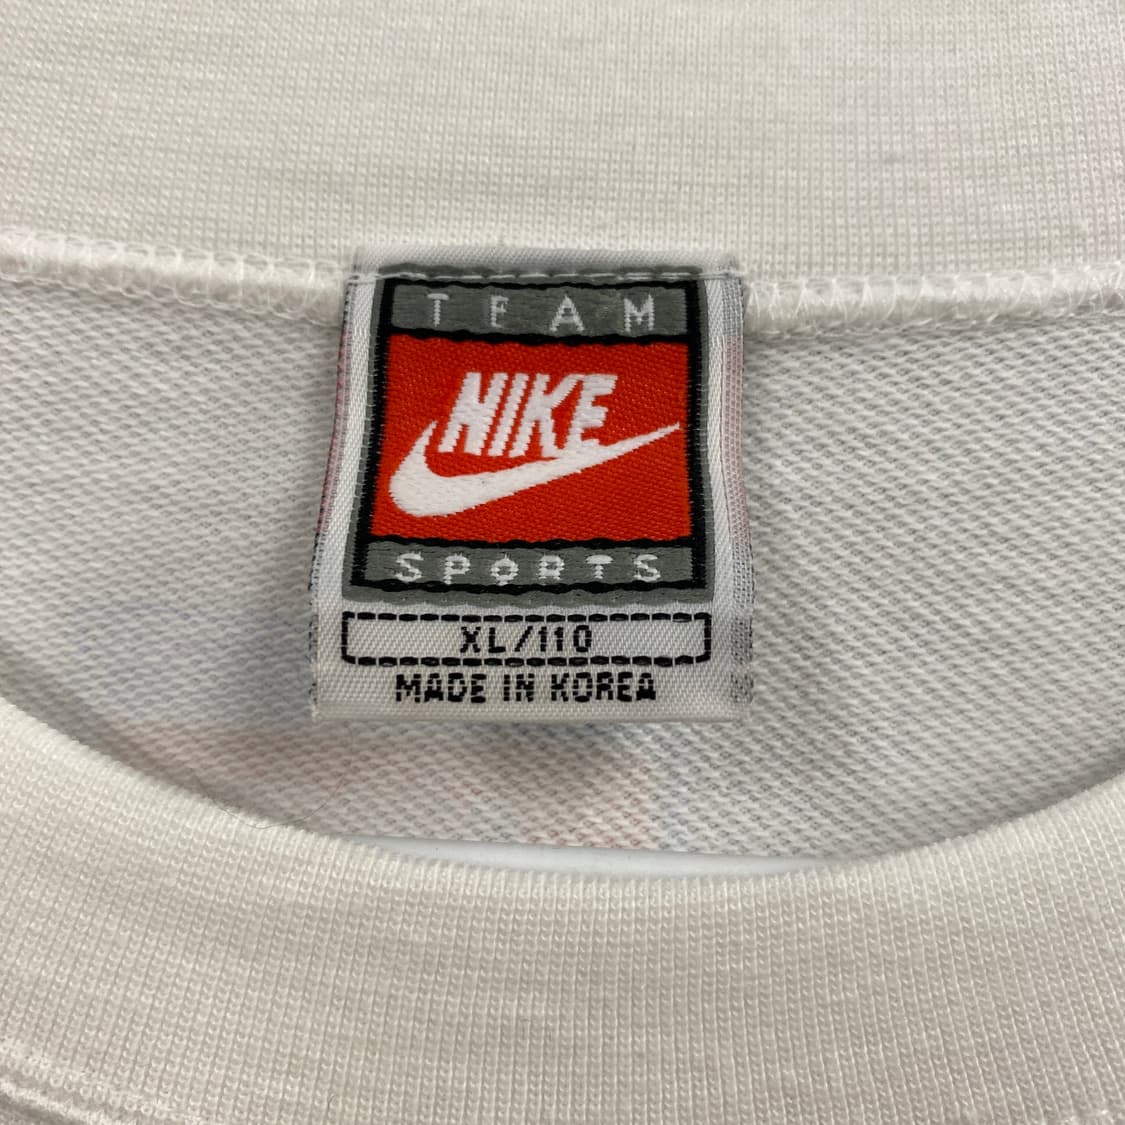 TEAM
NIKE
SPORTS
XL/110
MADE IN KOREA